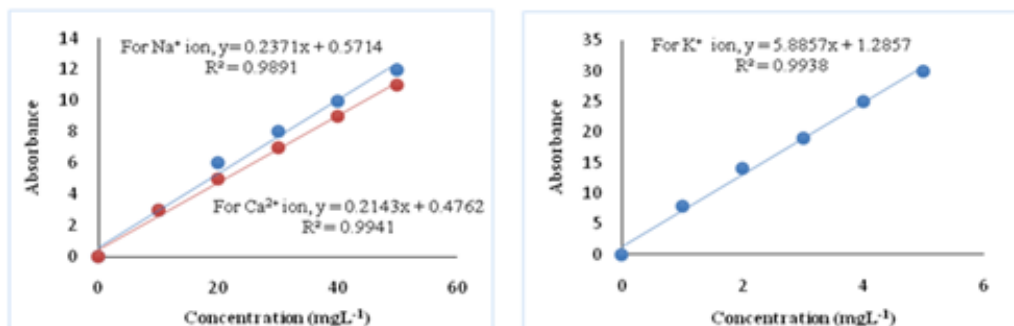 14
12
10
8
6
4
2
0
Absorbance
For Na⁺ ion, y = 0.2371x + 0.5714
R² = 0.9891
For Ca²⁺ ion, y = 0.2143x + 0.4762
R² = 0.9941
0
20
40
60
Concentration (mgL⁻¹)
35
30
25
20
15
10
5
0
Absorbance
For K⁺ ion, y = 5.8857x + 1.2857
R² = 0.9938
0
2
4
6
Concentration (mgL⁻¹)